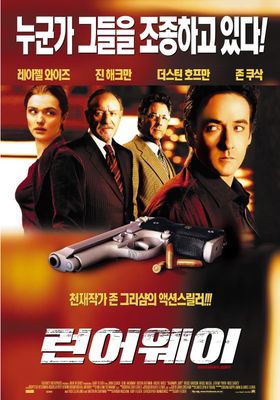 누군가 그들을 조종하고 있다!
레이첼 와이즈 진 해크만 더스틴 호프만 존 쿠삭
천재작가 존 그리샴의 액션스릴러!!!
런어웨이